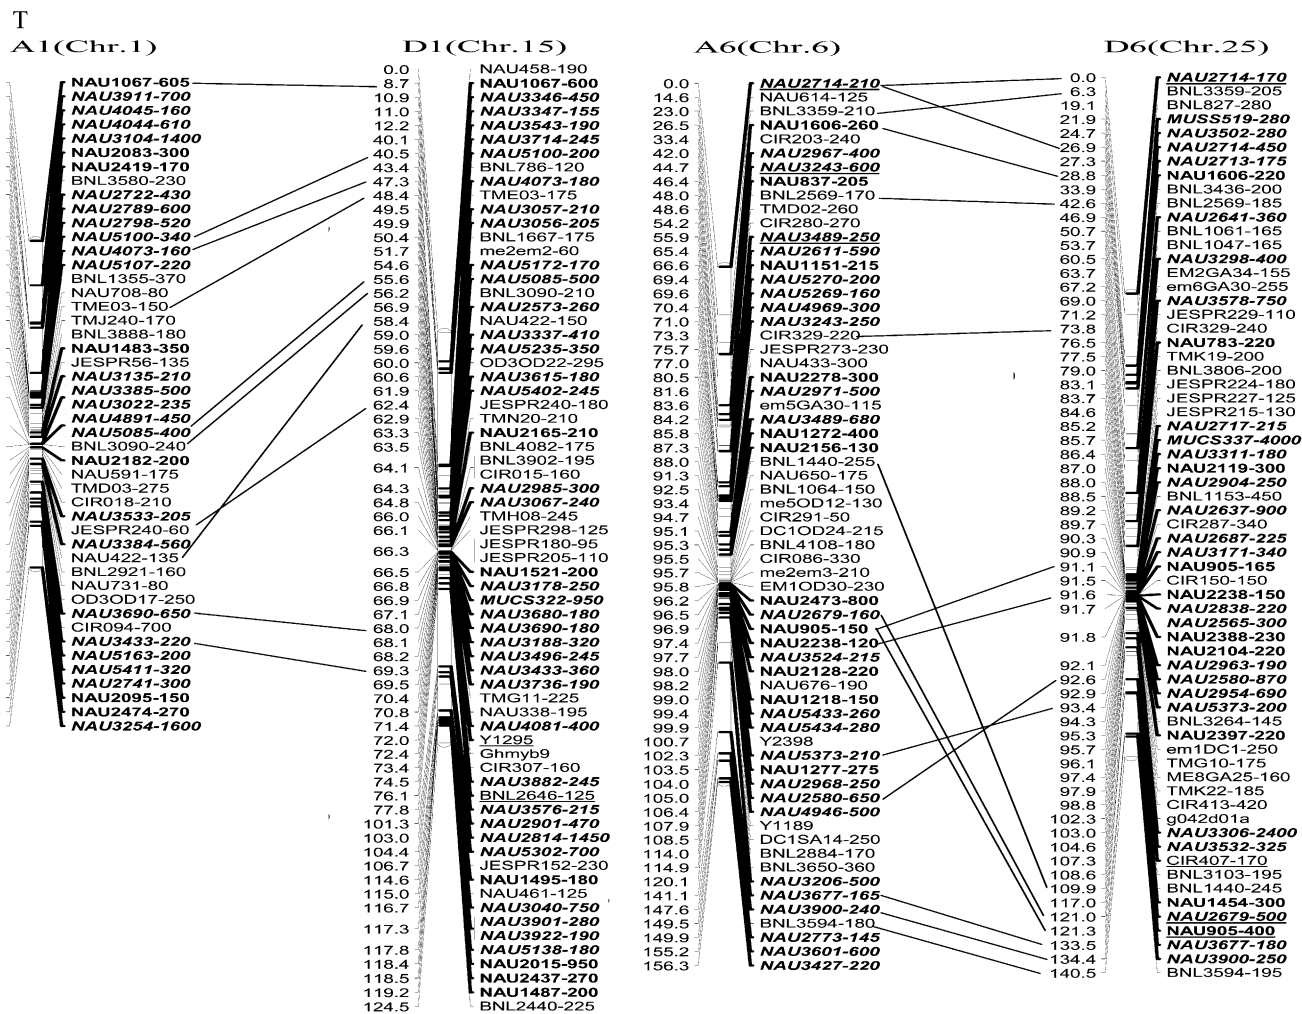 T
A1(Chr.1)
NAU1067-605
NAU3911-700
NAU4045-160
NAU4044-610
NAU3104-1400
NAU2083-300
NAU2419-170
BNL3580-230
NAU2722-430
NAU2789-600
NAU2798-520
NAU5100-340
NAU4073-160
NAU5107-220
BNL1355-370
NAU708-80
TME03-150
TMJ240-170
BNL3888-180
NAU1483-350
JESPR56-135
NAU3135-210
NAU3385-500
NAU3022-235
NAU4891-450
NAU5085-400
BNL3090-240
NAU2182-200
NAU591-175
TMD03-275
CIR018-210
NAU3533-205
JESPR240-60
NAU3384-560
NAU422-135
BNL2921-160
NAU731-80
OD3OD17-250
NAU3690-650
CIR094-700
NAU3433-220
NAU5163-200
NAU5411-320
NAU2741-300
NAU2095-150
NAU2474-270
NAU3254-1600
D1(Chr.15)
0.0
8.7
10.9
11.0
12.2
40.1
40.5
43.4
47.3
48.4
49.5
49.9
50.4
51.7
54.6
55.6
56.2
56.9
58.4
59.0
59.6
60.0
60.6
61.9
62.4
62.9
63.3
63.5
64.1
64.3
64.8
66.0
66.1
66.3
66.5
66.8
66.9
67.1
68.0
68.1
68.2
69.3
69.5
70.4
70.8
71.4
72.0
72.4
73.4
74.5
76.1
77.8
101.3
103.0
104.4
106.7
114.6
115.0
116.7
117.3
117.8
118.4
118.5
119.2
124.5
NAU458-190
NAU1067-600
NAU3346-450
NAU3347-155
NAU3543-190
NAU3714-245
NAU5100-200
BNL786-120
NAU4073-180
TME03-175
NAU3057-210
NAU3056-205
BNL1667-175
me2em2-60
NAU5172-170
NAU5085-500
BNL3090-210
NAU2573-260
NAU422-150
NAU3337-410
NAU5235-350
OD3OD22-295
NAU3615-180
NAU5402-245
JESPR240-180
TMN20-210
NAU2165-210
BNL4082-175
BNL3902-195
CIR015-160
NAU2985-300
NAU3067-240
TMH08-245
JESPR298-125
JESPR180-95
JESPR205-110
NAU1521-200
NAU3178-250
MUCS322-950
NAU3680-180
NAU3690-180
NAU3188-320
NAU3496-245
NAU3433-360
NAU3736-190
TMG11-225
NAU338-195
NAU4081-400
Y1295
Ghmyb9
CIR307-160
NAU3882-245
BNL2646-125
NAU3576-215
NAU2901-470
NAU2814-1450
NAU5302-700
JESPR152-230
NAU1495-180
NAU461-125
NAU3040-750
NAU3901-280
NAU3922-190
NAU5138-180
NAU2015-950
NAU2437-270
NAU1487-200
BNL2440-225
A6(Chr.6)
0.0
14.6
23.0
26.5
33.4
42.0
44.7
46.4
48.0
48.6
54.2
55.9
65.4
66.6
69.4
69.6
70.4
71.0
73.3
75.7
77.0
80.5
81.6
83.6
84.2
85.8
87.3
88.0
91.3
92.5
93.4
94.7
95.1
95.3
95.7
95.8
96.2
96.5
96.9
97.4
97.7
98.0
98.2
99.0
99.4
99.9
100.7
102.3
103.5
104.0
105.0
106.4
107.9
108.5
114.0
114.9
120.1
141.1
147.6
149.5
149.9
155.2
156.3
NAU2714-210
NAU614-125
BNL3359-210
NAU1606-260
CIR203-240
NAU2967-400
NAU3243-600
NAU837-205
BNL2569-170
TMD02-260
CIR280-270
NAU3489-250
NAU2611-590
NAU1151-215
NAU5270-200
NAU5269-160
NAU4969-300
NAU3243-250
CIR329-220
JESPR273-230
NAU433-300
NAU2278-300
NAU2971-500
em5GA30-115
NAU3489-680
NAU1272-400
NAU2156-130
BNL1440-255
NAU650-175
BNL1064-150
me5OD12-130
CIR291-50
DC1OD24-215
BNL4108-180
CIR086-330
me2em3-210
EM1OD30-230
NAU2473-800
NAU2679-160
NAU905-150
NAU2238-120
NAU3524-215
NAU2128-220
NAU676-190
NAU1218-150
NAU5433-260
NAU5434-280
Y2398
NAU5373-210
NAU1277-275
NAU2968-250
NAU2580-650
NAU4946-500
Y1189
DC1SA14-250
BNL2884-170
BNL3650-360
NAU3206-500
NAU3677-165
NAU3900-240
BNL3594-180
NAU2773-145
NAU3601-600
NAU3427-220
D6(Chr.25)
0.0
6.3
19.1
21.9
24.7
26.9
27.3
28.8
33.9
42.6
46.9
50.7
53.7
60.5
63.7
67.2
69.0
71.2
73.8
76.5
77.5
79.0
83.1
83.7
84.6
85.2
85.7
86.4
87.0
88.0
88.5
89.2
89.7
90.3
90.9
91.1
91.5
91.6
91.7
91.8
92.1
92.6
92.9
93.4
94.3
95.3
95.7
96.1
97.4
97.9
98.8
102.3
103.0
104.6
107.3
108.6
109.9
117.0
121.0
121.3
133.5
134.4
140.5
NAU2714-170
BNL3359-205
BNL827-280
MUSS519-280
NAU3502-280
NAU2714-450
NAU2713-175
NAU1606-220
BNL3436-200
BNL2569-185
NAU2641-360
BNL1061-165
BNL1047-165
NAU3298-400
EM2GA34-155
em6GA30-255
NAU3578-750
JESPR229-110
CIR329-240
NAU783-220
TMK19-200
BNL3806-200
JESPR224-180
JESPR227-125
JESPR215-130
NAU2717-215
MUCS337-4000
NAU3311-180
NAU2119-300
NAU2904-250
BNL1153-450
NAU2637-900
CIR287-340
NAU2687-225
NAU3171-340
NAU905-165
CIR150-150
NAU2238-150
NAU2838-220
NAU2565-300
NAU2388-230
NAU2104-220
NAU2963-190
NAU2580-870
NAU2954-690
NAU5373-200
BNL3264-145
NAU2397-220
em1DC1-250
TMG10-175
ME8GA25-160
TMK22-185
CIR413-420
g042d01a
NAU3306-2400
NAU3532-325
CIR407-170
BNL3103-195
BNL1440-245
NAU1454-300
NAU2679-500
NAU905-400
NAU3677-180
NAU3900-250
BNL3594-195